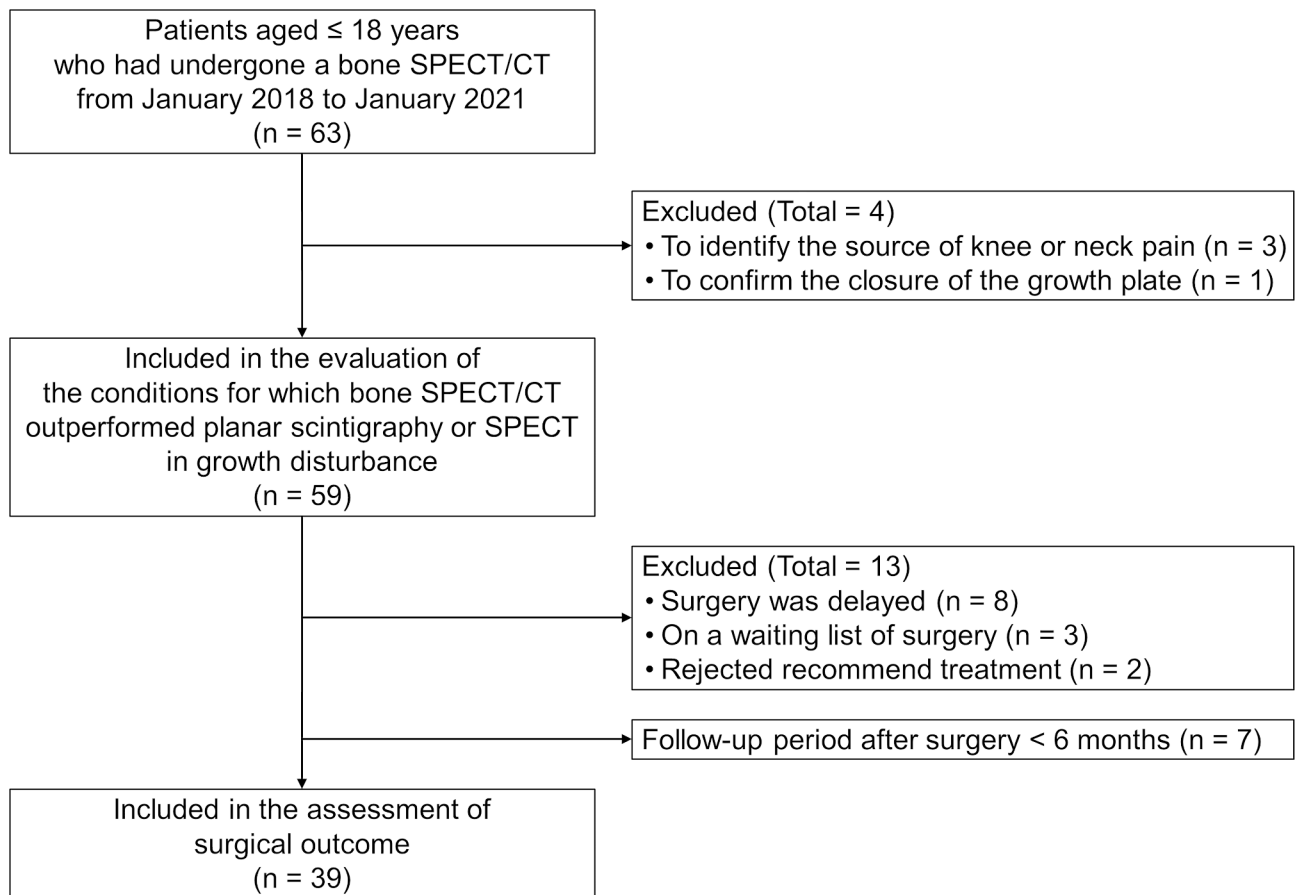 Patients aged ≤ 18 years
who had undergone a bone SPECT/CT
from January 2018 to January 2021
(n = 63)
Excluded (Total = 4)
• To identify the source of knee or neck pain (n = 3)
• To confirm the closure of the growth plate (n = 1)
Included in the evaluation of
the conditions for which bone SPECT/CT
outperformed planar scintigraphy or SPECT
in growth disturbance
(n = 59)
Excluded (Total = 13)
• Surgery was delayed (n = 8)
• On a waiting list of surgery (n = 3)
• Rejected recommend treatment (n = 2)
Follow-up period after surgery < 6 months (n = 7)
Included in the assessment of
surgical outcome
(n = 39)